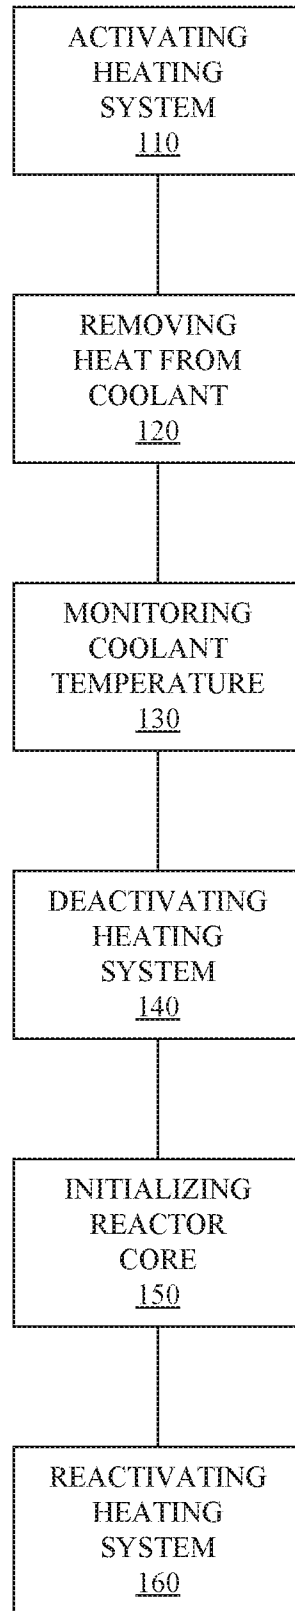 ACTIVATING
HEATING
SYSTEM
110
REMOVING
HEAT FROM
COOLANT
120
MONITORING
COOLANT
TEMPERATURE
130
DEACTIVATING
HEATING
SYSTEM
140
INITIALIZING
REACTOR
CORE
150
REACTIVATING
HEATING
SYSTEM
160